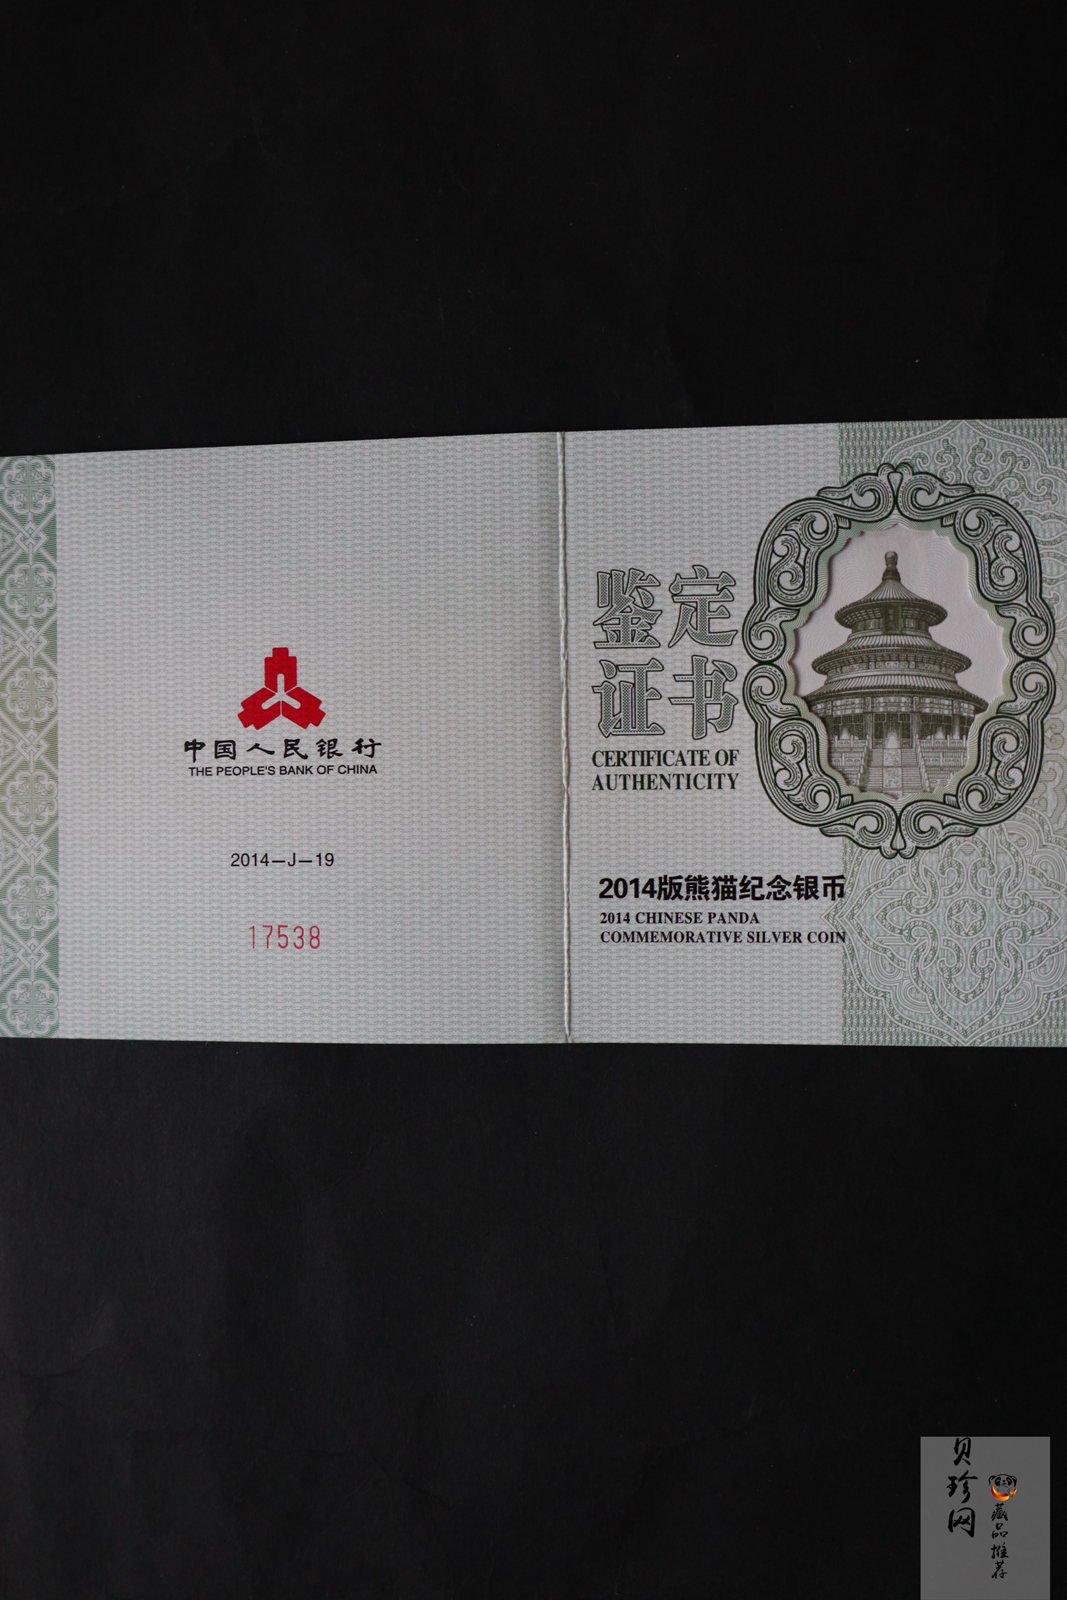 中国人民银行
THE PEOPLE'S BANK OF CHINA
2014—J—19
17538
鉴定
证书
CERTIFICATE OF
AUTHENTICITY
2014版熊猫纪念银币
2014 CHINESE PANDA
COMMEMORATIVE SILVER COIN
贝珍网
藏品推荐